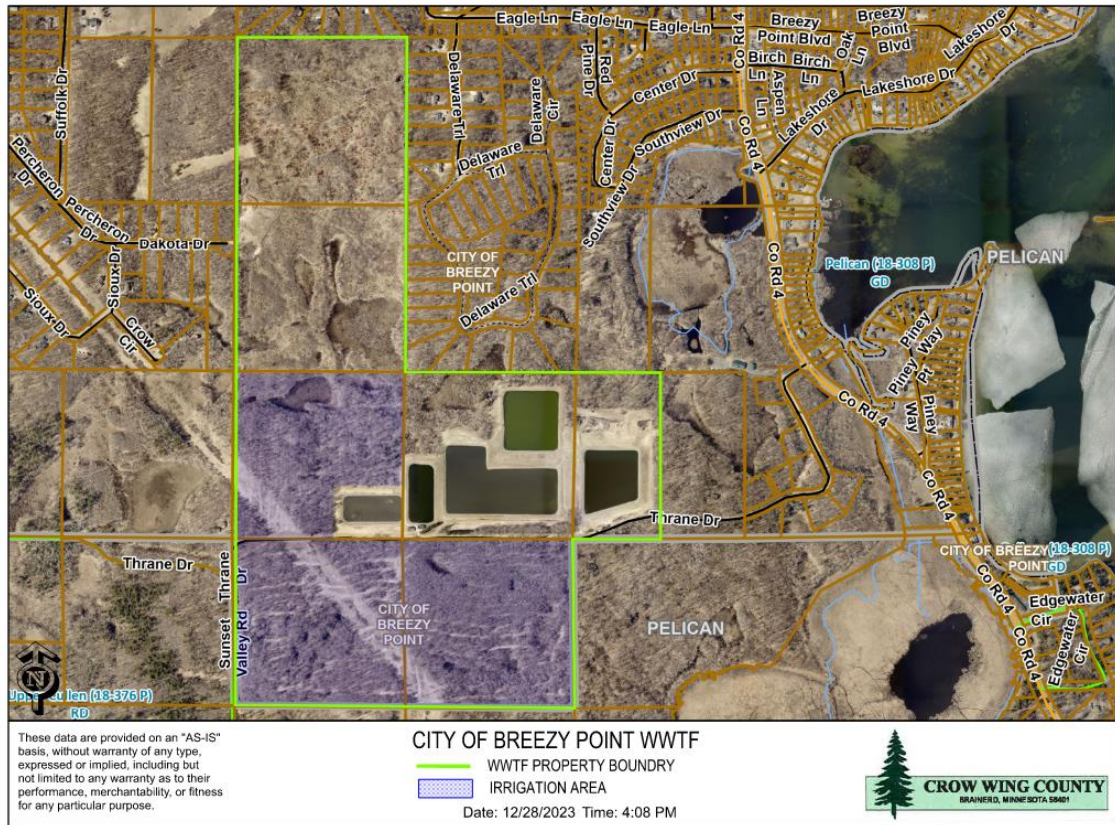 Eagle Ln
Eagle Ln
Eagle Ln
Breezy
Point Blvd
Breezy
Point
Blvd
Lakeshore
Dr
Oak
Ln
Birch
Ln
Birch
Ln
Aspen
Ln
Lakeshore Dr
Lakeshore
Dr
Co Rd 4
Co Rd 4
Co Rd 4
Center Dr
Center Dr
Red
Pine Dr
Southview Dr
Southview Dr
Delaware Trl
Delaware
Cir
Delaware
Trl
Delaware Trl
Suffolk Dr
Percheron
Dr
Percheron
Dr
Dakota Dr
Sioux Dr
Sioux Dr
Crow
Cir
CITY OF
BREEZY
POINT
Pelican (18-308 P)
GD
PELICAN
Piney
Way
Piney
Pt
Piney
Way
Co Rd 4
Co Rd 4
Thrane Dr
Thrane Dr
Sunset
Valley Rd
Thrane
Dr
CITY OF
BREEZY
POINT
PELICAN
CITY OF BREEZY
POINT
(18-308 P)
GD
Co Rd 4
Co Rd 4
Edgewater
Cir
Edgewater
Cir
N
(18-376 P)
RD
These data are provided on an "AS-IS"
basis, without warranty of any type,
expressed or implied, including but
not limited to any warranty as to their
performance, merchantability, or fitness
for any particular purpose.
CITY OF BREEZY POINT WWTF
WWTF PROPERTY BOUNDRY
IRRIGATION AREA
Date: 12/28/2023 Time: 4:08 PM
CROW WING COUNTY
BRAINERD, MINNESOTA 56401